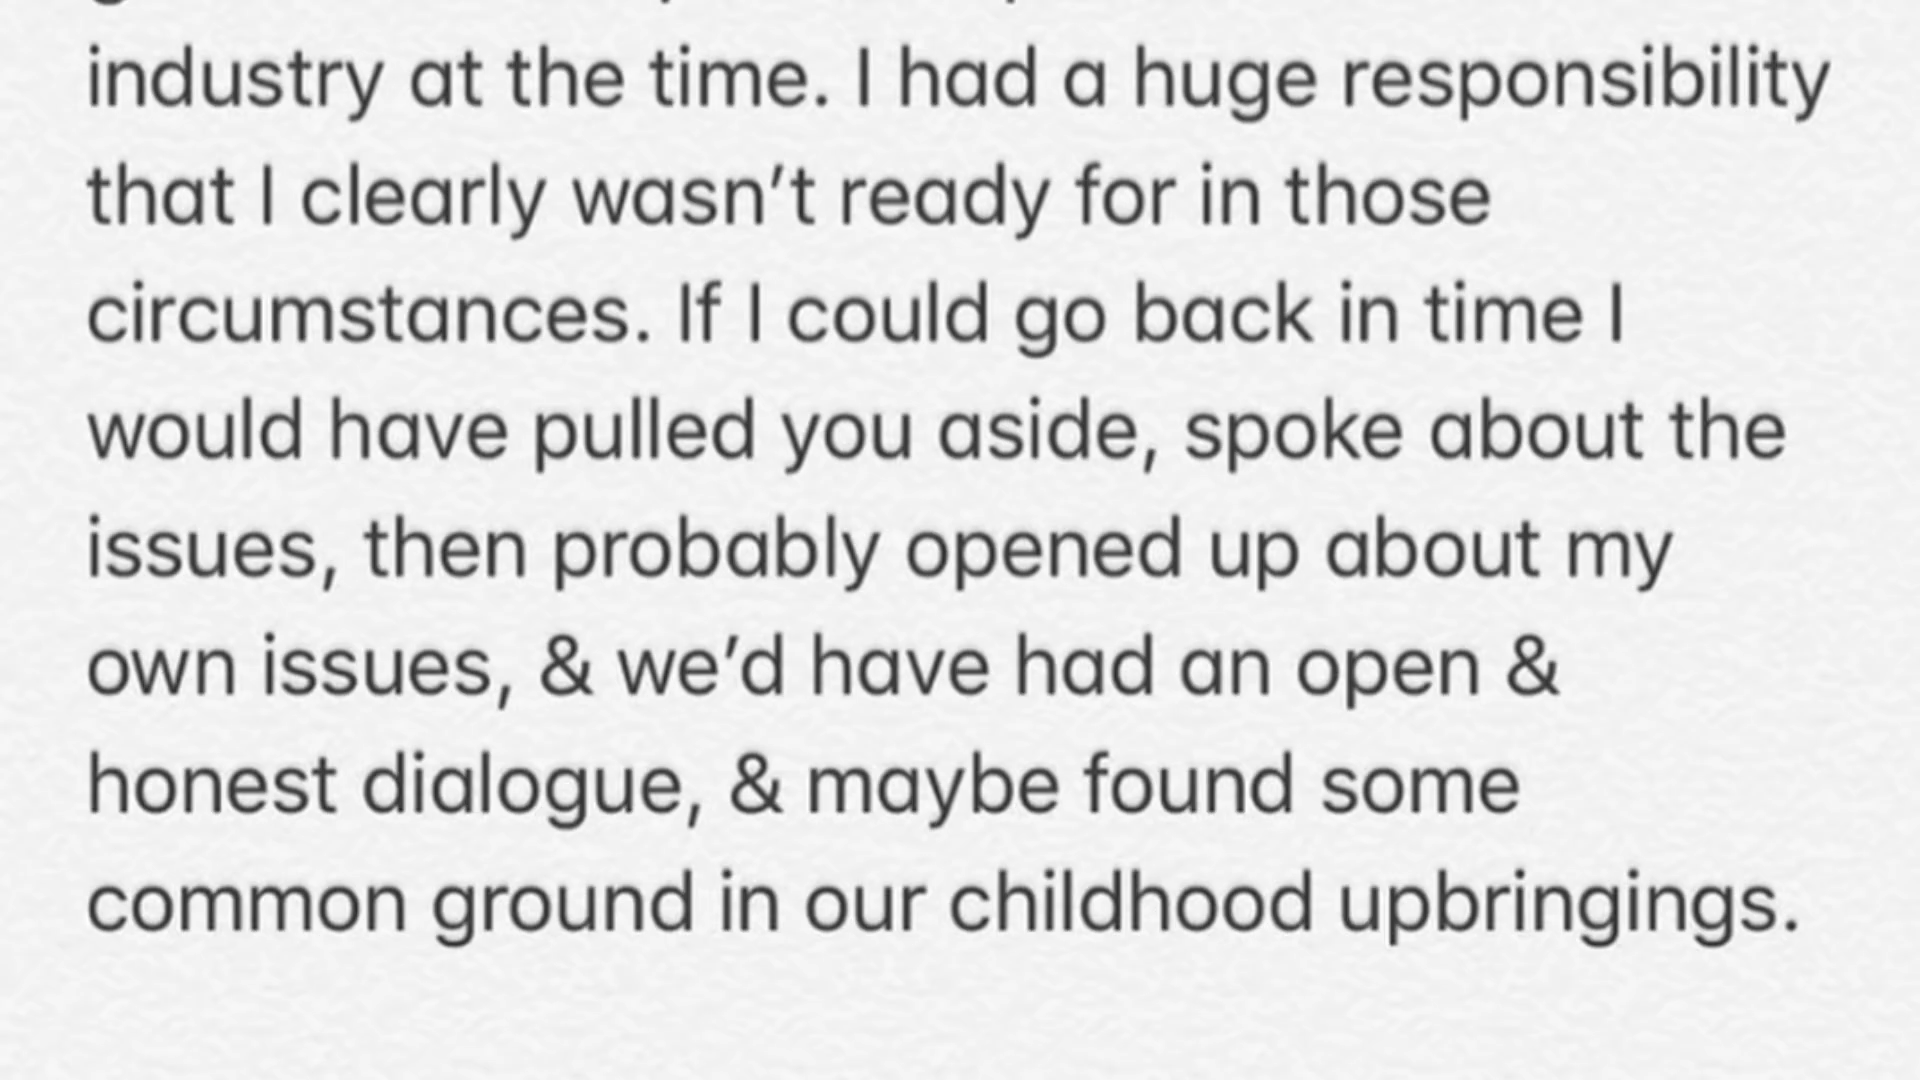 industry at the time. I had a huge responsibility
that I clearly wasn’t ready for in those
circumstances. If I could go back in time I
would have pulled you aside, spoke about the
issues, then probably opened up about my
own issues, & we’d have had an open &
honest dialogue, & maybe found some
common ground in our childhood upbringings.